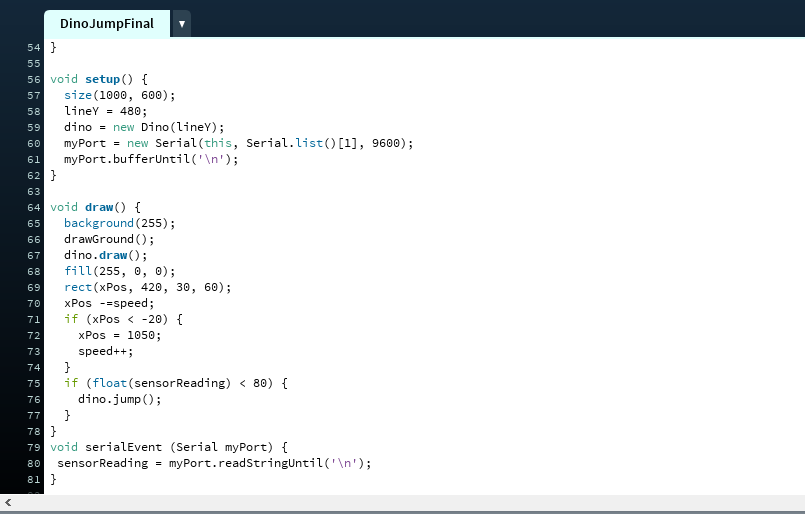 DinoJumpFinal ▼
54 }
55
56 void setup() {
57 size(1000, 600);
58 lineY = 480;
59 dino = new Dino(lineY);
60 myPort = new Serial(this, Serial.list()[1], 9600);
61 myPort.bufferUntil('\n');
62 }
63
64 void draw() {
65 background(255);
66 drawGround();
67 dino.draw();
68 fill(255, 0, 0);
69 rect(xPos, 420, 30, 60);
70 xPos -=speed;
71 if (xPos < -20) {
72 xPos = 1050;
73 speed++;
74 }
75 if (float(sensorReading) < 80) {
76 dino.jump();
77 }
78 }
79 void serialEvent (Serial myPort) {
80 sensorReading = myPort.readStringUntil('\n');
81 }